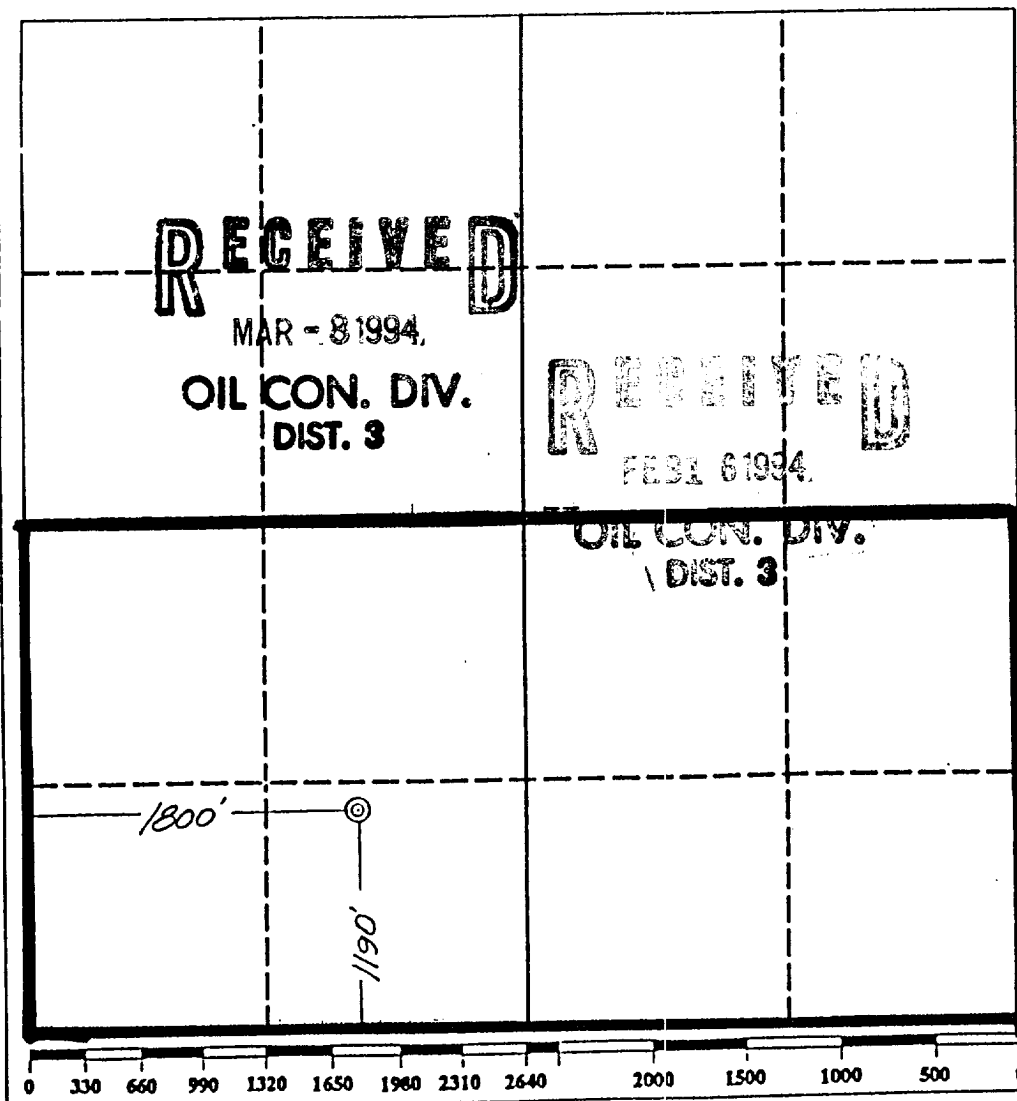 RECEIVED
MAR - 8 1994.
OIL CON. DIV.
DIST. 3
RECEIVED
FEB 1 6 1994.
OIL CON. DIV.
DIST. 3
1800'
1190'
0 330 660 990 1320 1650 1980 2310 2640 2000 1500 1000 500